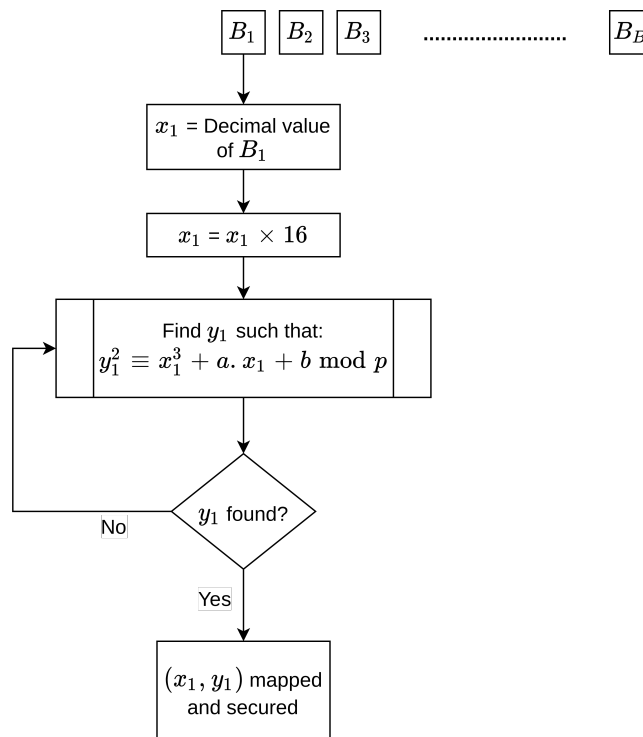 B₁ B₂ B₃ ........................ B_B
x₁ = Decimal value
of B₁
x₁ = x₁ × 16
Find y₁ such that:
y₁² ≡ x₁³ + a. x₁ + b mod p
y₁ found?
No
Yes
(x₁, y₁) mapped
and secured